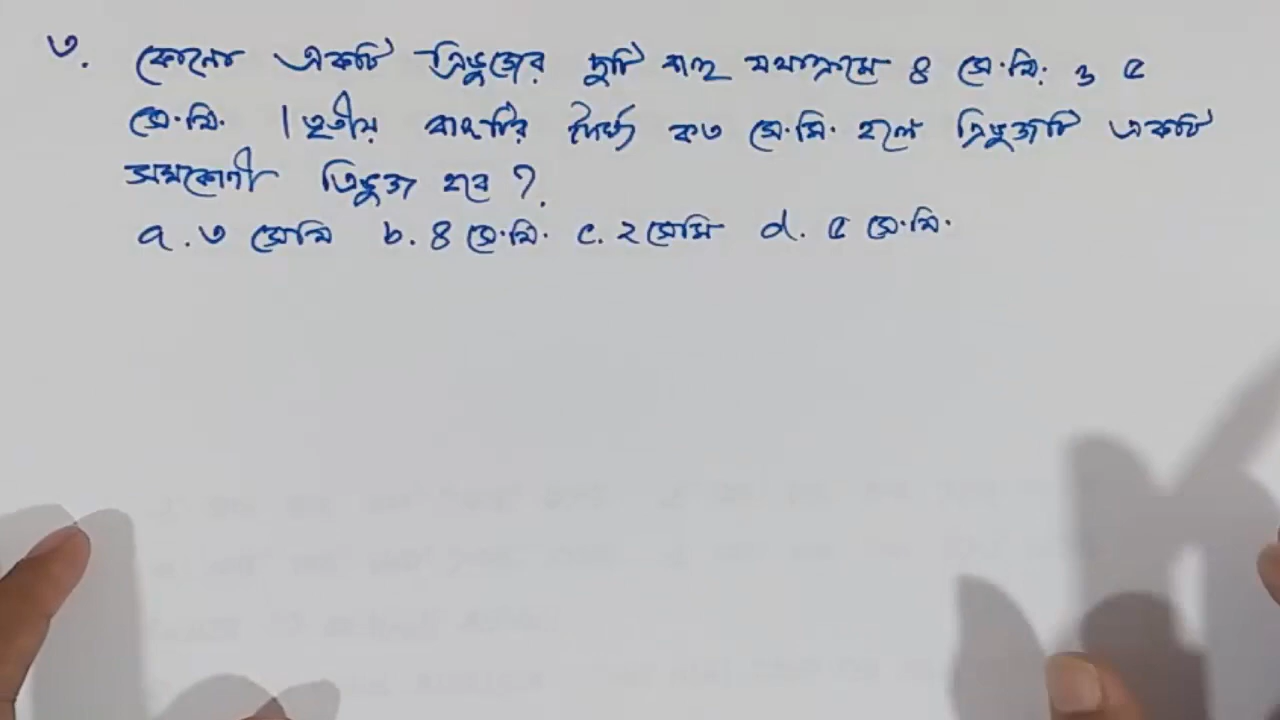 ৩. কোনো একটি ত্রিভুজের দুটি বাহু যথাক্রমে ৪ সে.মি. ও ৫
সে.মি. । তৃতীয় বাহুটির দৈর্ঘ্য কত সে.মি. হলে ত্রিভুজটি একটি
সমকোণী ত্রিভুজ হবে ?
a. ৩ সেমি b. ৪ সে.মি. c. ২ সেমি d. ৫ সে.মি.